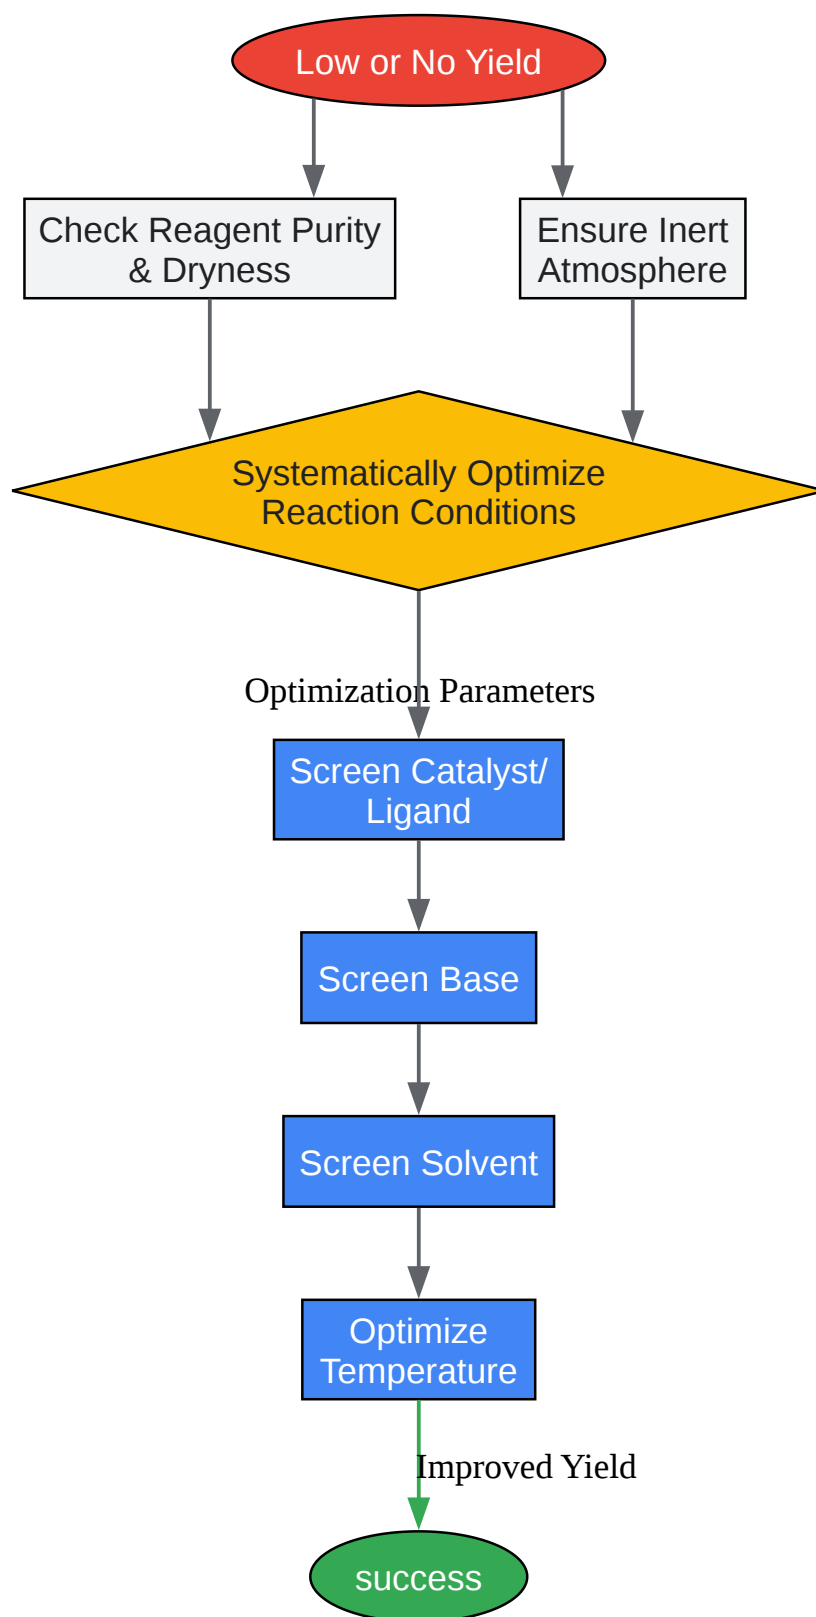 Low or No Yield
Check Reagent Purity
& Dryness
Ensure Inert
Atmosphere
Systematically Optimize
Reaction Conditions
Optimization Parameters
Screen Catalyst/
Ligand
Screen Base
Screen Solvent
Optimize
Temperature
Improved Yield
success